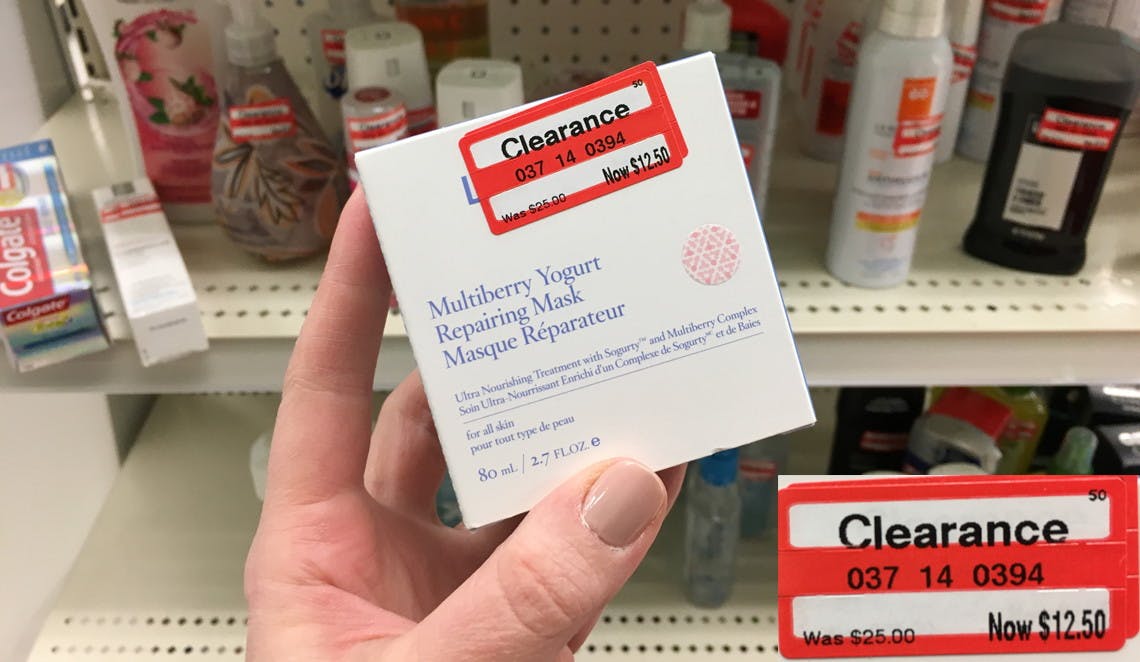 Clearance
50
037 14 0394
Was $25.00
Now $12.50
Multiberry Yogurt
Repairing Mask
Masque Réparateur
Ultra Nourishing Treatment with Sogurty™ and Multiberry Complex
Soin Ultra-Nourrissant Enrichi d'un Complexe de Sogurty et de Baies
for all skin
pour tout type de peau
80 mL / 2.7 FL.OZ. e
Colgate
Colgate
Clearance
50
Clearance
037 14 0394
Was $25.00
Now $12.50